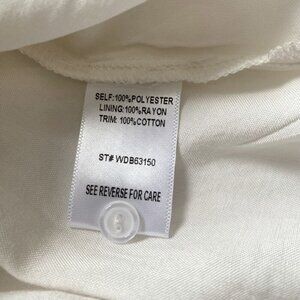 SELF:100%POLYESTER
LINING:100%RAYON
TRIM: 100%COTTON
ST# WDB63150
SEE REVERSE FOR CARE